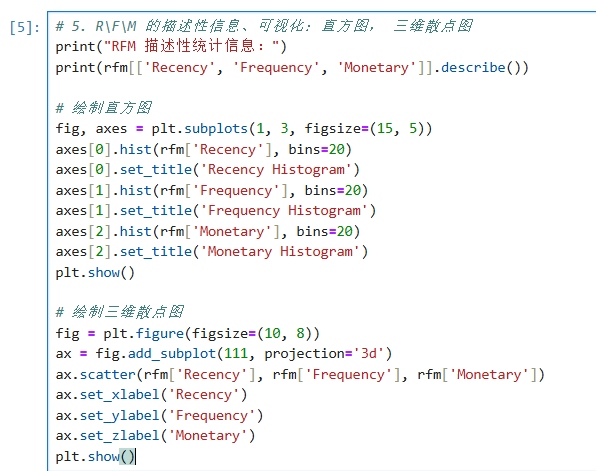 [5]: # 5. R\F\M 的描述性信息、可视化: 直方图， 三维散点图
print("RFM 描述性统计信息：")
print(rfm[['Recency', 'Frequency', 'Monetary']].describe())
# 绘制直方图
fig, axes = plt.subplots(1, 3, figsize=(15, 5))
axes[0].hist(rfm['Recency'], bins=20)
axes[0].set_title('Recency Histogram')
axes[1].hist(rfm['Frequency'], bins=20)
axes[1].set_title('Frequency Histogram')
axes[2].hist(rfm['Monetary'], bins=20)
axes[2].set_title('Monetary Histogram')
plt.show()
# 绘制三维散点图
fig = plt.figure(figsize=(10, 8))
ax = fig.add_subplot(111, projection='3d')
ax.scatter(rfm['Recency'], rfm['Frequency'], rfm['Monetary'])
ax.set_xlabel('Recency')
ax.set_ylabel('Frequency')
ax.set_zlabel('Monetary')
plt.show()